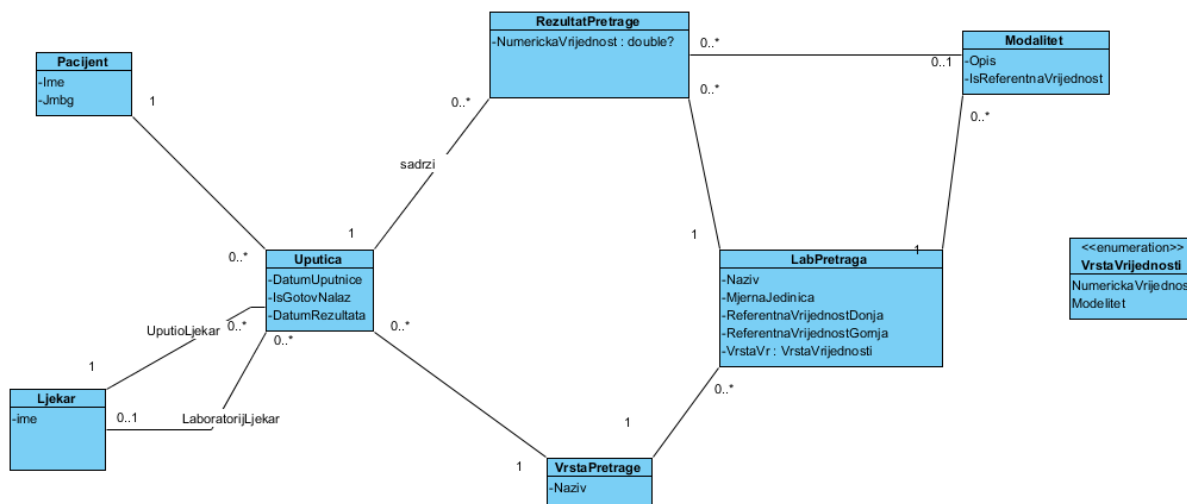 RezultatPretrage
-NumerickaVrijednost : double?
0..*
0..*
0..*
Modalitet
-Opis
-IsReferentnaVrijednost
0..1
0..*
Pacijent
-Ime
-Jmbg
1
sadrzi
1
0..*
Uputica
-DatumUputnice
-IsGotovNalaz
-DatumRezultata
0..*
0..*
0..*
UputioLjekar
1
Ljekar
-ime
0..1
LaboratorijLjekar
1
1
LabPretraga
-Naziv
-MjernaJedinica
-ReferentnaVrijednostDonja
-ReferentnaVrijednostGornja
-VrstaVr : VrstaVrijednosti
0..*
1
1
VrstaPretrage
-Naziv
<<enumeration>>
VrstaVrijednosti
NumerickaVrijednos
Modelitet